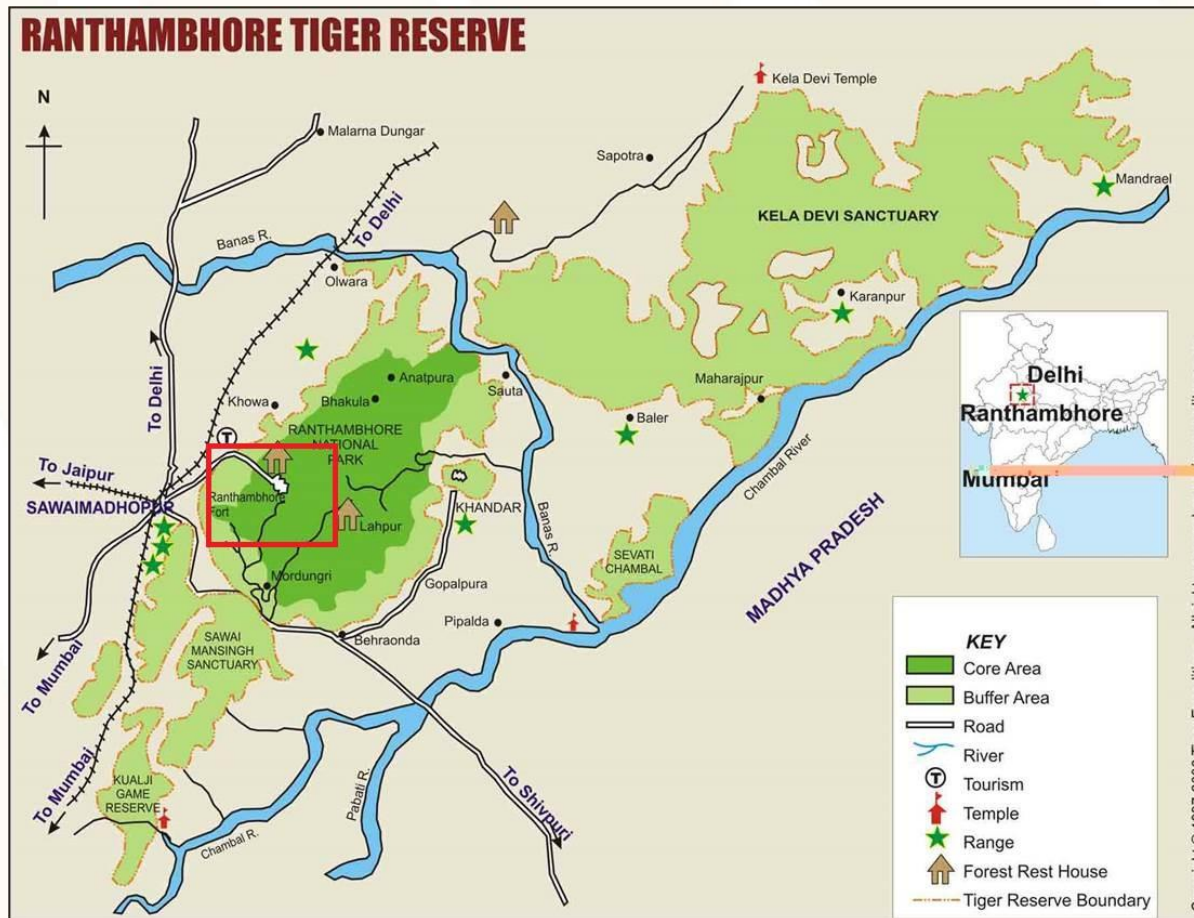 RANTHAMBHORE TIGER RESERVE
N
Kela Devi Temple
Malarna Dungar
Sapotra
To Delhi
Mandrael
KELA DEVI SANCTUARY
Banas R.
Olwara
Karanpur
To Delhi
Anatpura
Sauta
Maharajpur
Khowa
Bhakula
Baler
Delhi
Ranthambhore
Mumbai
RANTHAMBHORE
NATIONAL
PARK
T
To Jaipur
SAWAIMADHOPUR
Ranthambhore
Fort
Lahpur
KHANDAR
Banas R.
Chambal River
MADHYA PRADESH
SEVATI
CHAMBAL
Mordungri
Gopalpura
Pipalda
Behraonda
To Mumbai
SAWAI
MANSINGH
SANCTUARY
To Mumbai
KUALJI
GAME
RESERVE
Chambal R.
Pabati R.
To Shivpuri
KEY
Core Area
Buffer Area
Road
River
T Tourism
Temple
Range
Forest Rest House
Tiger Reserve Boundary